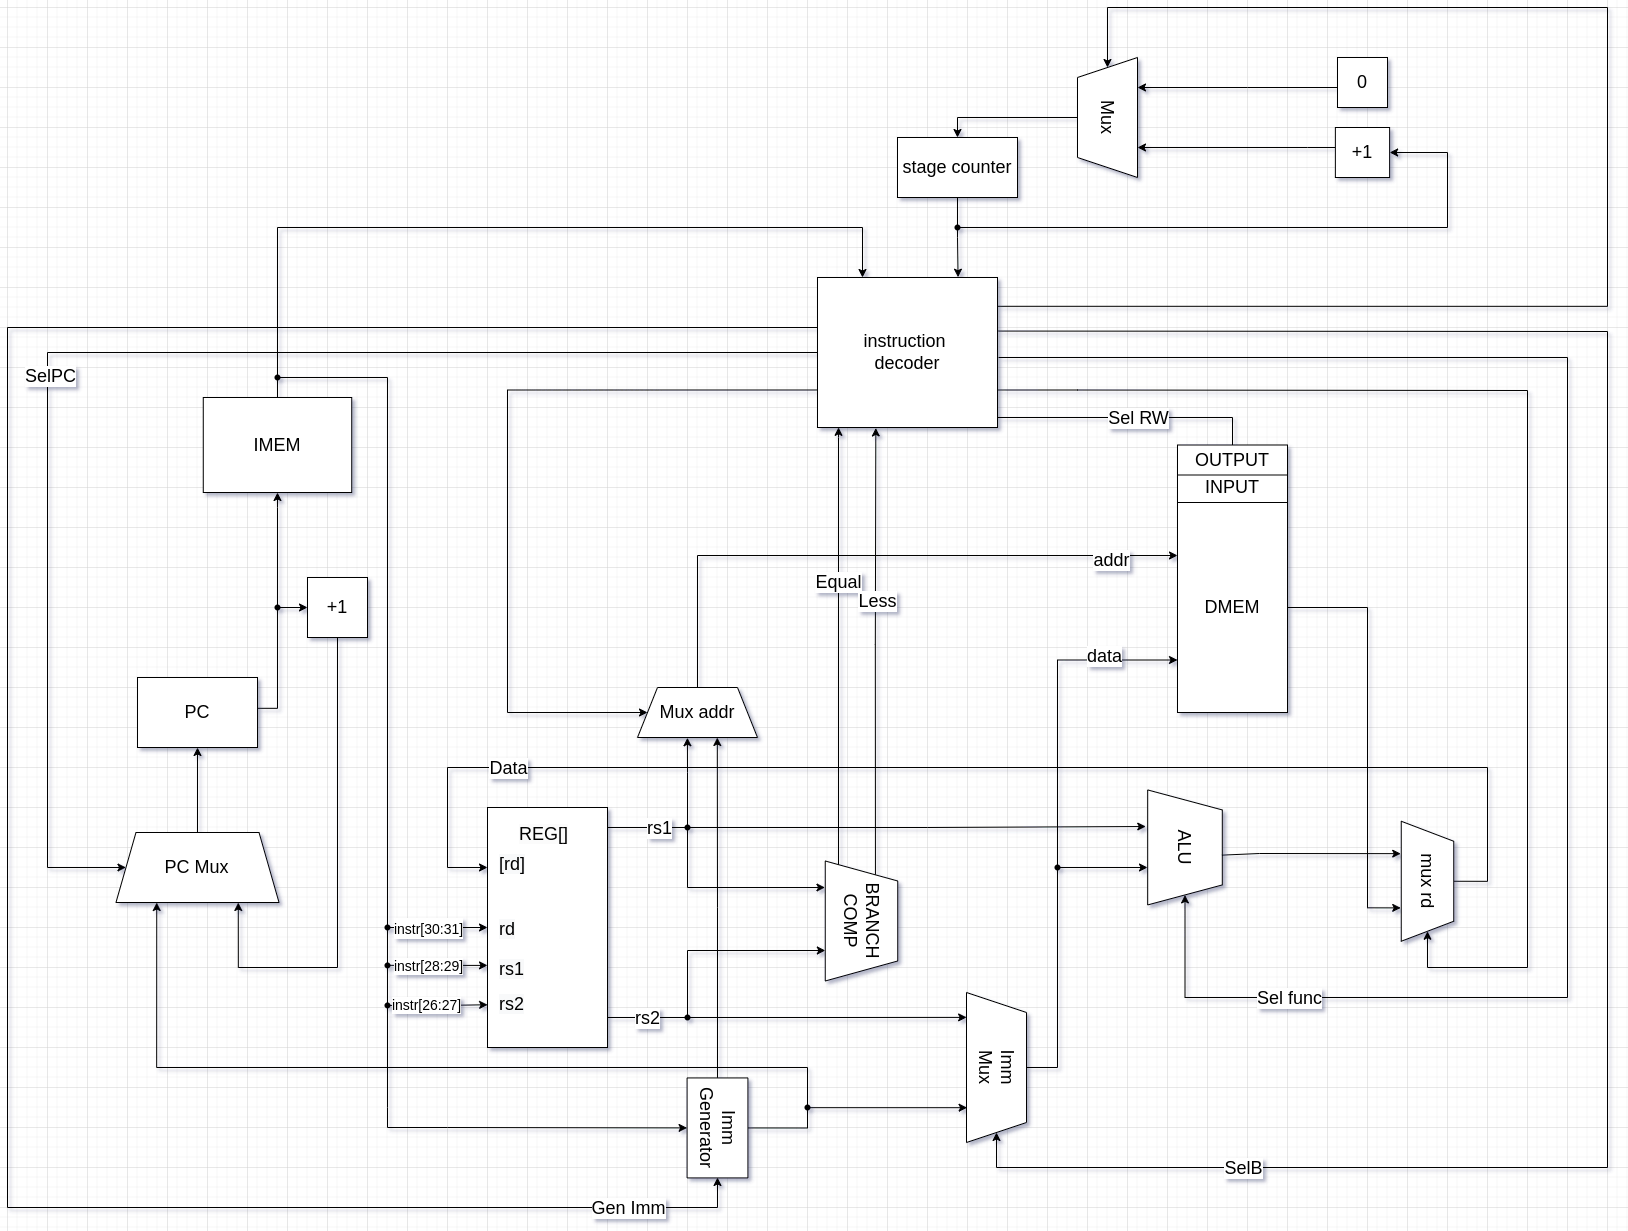 0
Mux
+1
stage counter
instruction
decoder
SelPC
Sel RW
IMEM
OUTPUT
INPUT
addr
Equal
Less
+1
DMEM
data
PC
Mux addr
Data
REG[]
rs1
ALU
[rd]
PC Mux
mux rd
BRANCH
COMP
instr[30:31]
rd
instr[28:29]
rs1
instr[26:27]
rs2
Sel func
rs2
Imm
Mux
Imm
Generator
SelB
Gen Imm